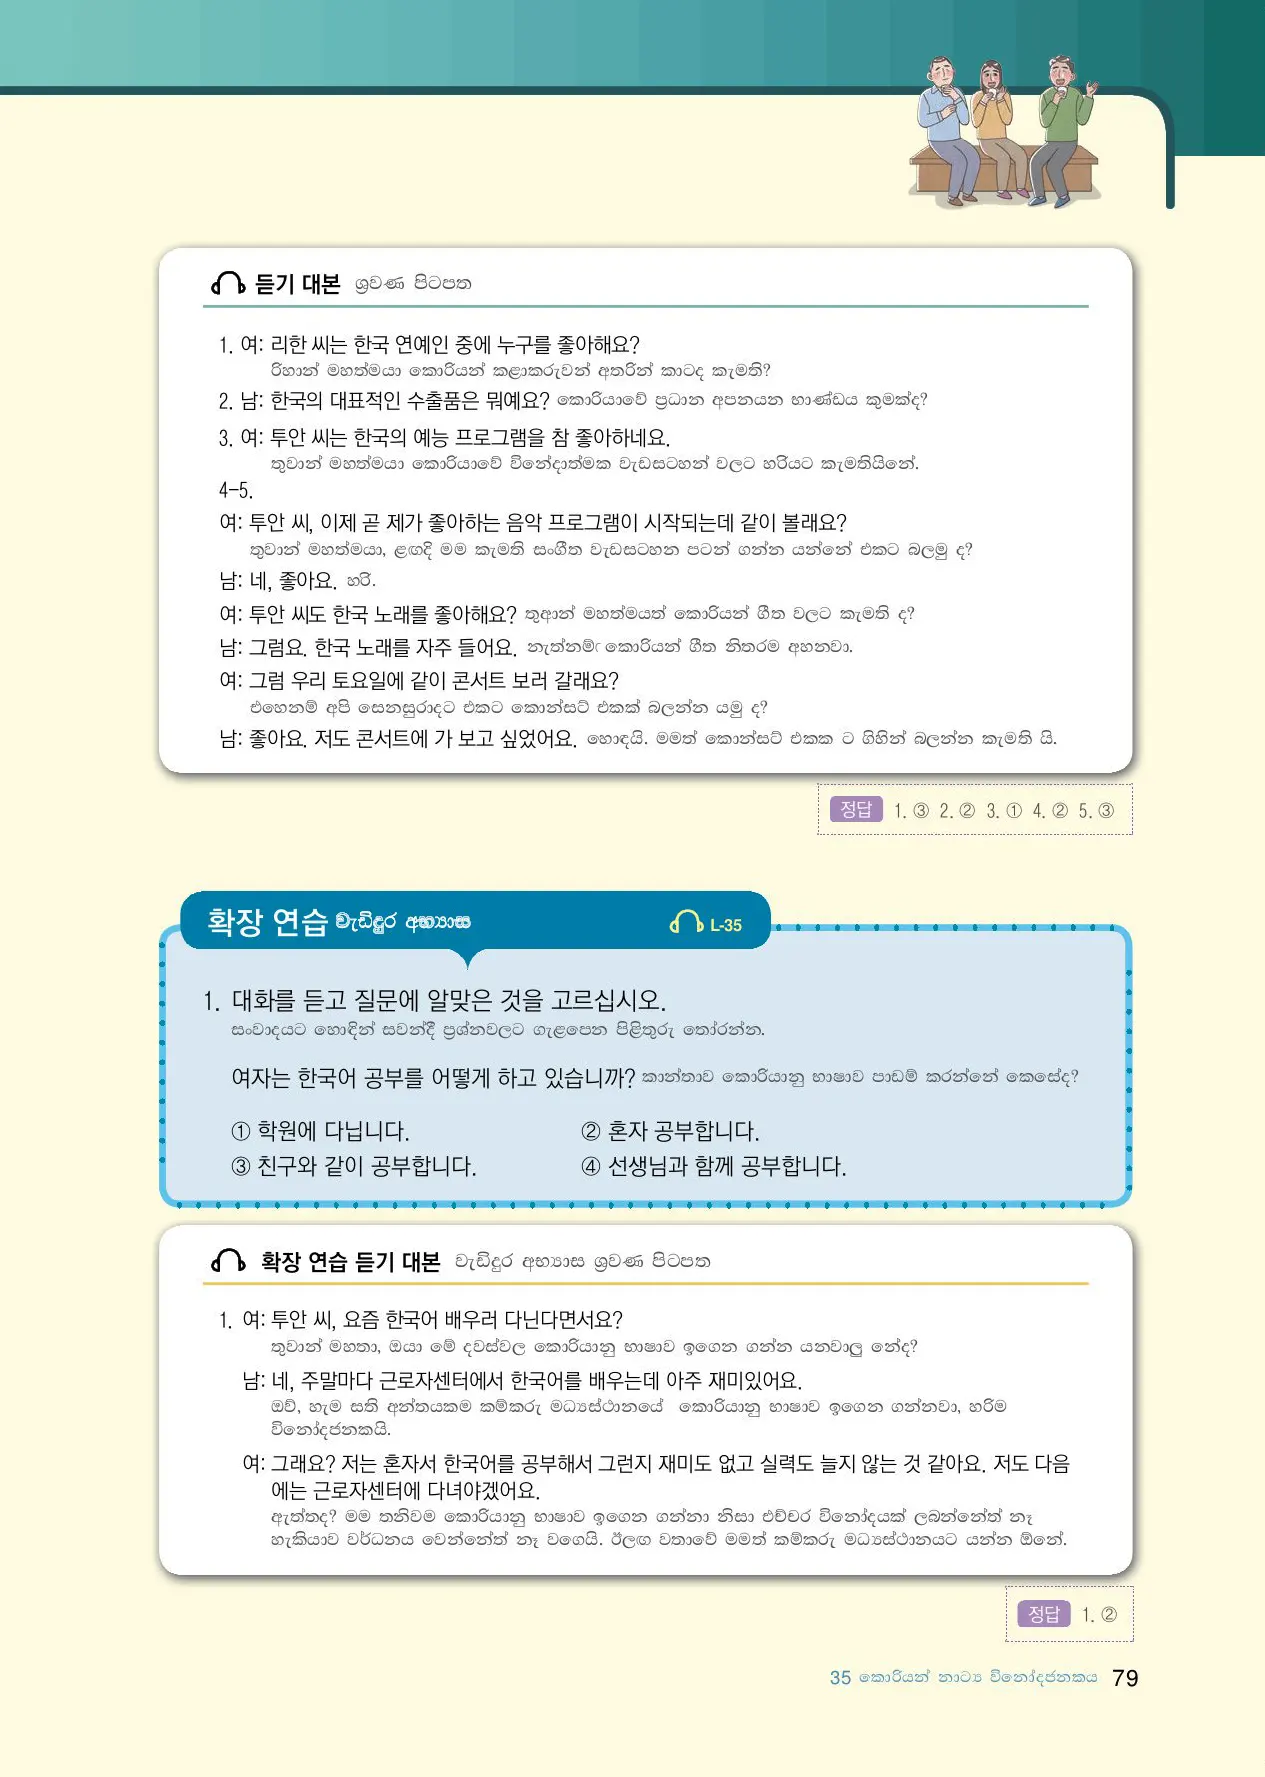 듣기 대본 ශ්‍රවණ පිටපත
1. 여: 리한 씨는 한국 연예인 중에 누구를 좋아해요?
රිහාන් මහත්මයා කොරියන් කළාකරුවන් අතරින් කාටද කැමති?
2. 남: 한국의 대표적인 수출품은 뭐예요? කොරියාවේ ප්‍රධාන අපනයන භාණ්ඩය කුමක්ද?
3. 여: 투안 씨는 한국의 예능 프로그램을 참 좋아하네요.
තුවාන් මහත්මයා කොරියාවේ විනේදාත්මක වැඩසටහන් වලට හරියට කැමතියිනේ.
4-5.
여: 투안 씨, 이제 곧 제가 좋아하는 음악 프로그램이 시작되는데 같이 볼래요?
තුවාන් මහත්මයා, ළඟදි මම කැමති සංගීත වැඩසටහන පටන් ගන්න යන්නේ එකට බලමු ද?
남: 네, 좋아요. හරි.
여: 투안 씨도 한국 노래를 좋아해요? තුආන් මහත්මයත් කොරියන් ගීත වලට කැමති ද?
남: 그럼요. 한국 노래를 자주 들어요. නැත්නම් කොරියන් ගීත නිතරම අහනවා.
여: 그럼 우리 토요일에 같이 콘서트 보러 갈래요?
එහෙනම් අපි සෙනසුරාදට එකට කොන්සට් එකක් බලන්න යමු ද?
남: 좋아요. 저도 콘서트에 가 보고 싶었어요. හොඳයි. මමත් කොන්සට් එකක ට ගිහින් බලන්න කැමති යි.
정답 1. ③ 2. ② 3. ① 4. ② 5. ③
확장 연습 වැඩිදුර අභ්‍යාස L-35
1. 대화를 듣고 질문에 알맞은 것을 고르십시오.
සංවාදයට හොඳින් සවන්දී ප්‍රශ්නවලට ගැළපෙන පිළිතුරු තෝරන්න.
여자는 한국어 공부를 어떻게 하고 있습니까? කාන්තාව කොරියානු භාෂාව පාඩම් කරන්නේ කෙසේද?
① 학원에 다닙니다. ② 혼자 공부합니다.
③ 친구와 같이 공부합니다. ④ 선생님과 함께 공부합니다.
확장 연습 듣기 대본 වැඩිදුර අභ්‍යාස ශ්‍රවණ පිටපත
1. 여: 투안 씨, 요즘 한국어 배우러 다닌다면서요?
තුවාන් මහතා, ඔයා මේ දවස්වල කොරියානු භාෂාව ඉගෙන ගන්න යනවාලු නේද?
남: 네, 주말마다 근로자센터에서 한국어를 배우는데 아주 재미있어요.
ඔව්, හැම සති අන්තයකම කම්කරු මධ්‍යස්ථානයේ කොරියානු භාෂාව ඉගෙන ගන්නවා, හරිම
විනෝදජනකයි.
여: 그래요? 저는 혼자서 한국어를 공부해서 그런지 재미도 없고 실력도 늘지 않는 것 같아요. 저도 다음
에는 근로자센터에 다녀야겠어요.
ඇත්තද? මම තනිවම කොරියානු භාෂාව ඉගෙන ගන්නා නිසා එච්චර විනෝදයක් ලබන්නේත් නෑ
හැකියාව වර්ධනය වෙන්නේත් නෑ වගෙයි. ඊලඟ වතාවේ මමත් කම්කරු මධ්‍යස්ථානයට යන්න ඕනේ.
정답 1. ②
35 කොරියන් නාට්‍ය විනෝදජනකය 79